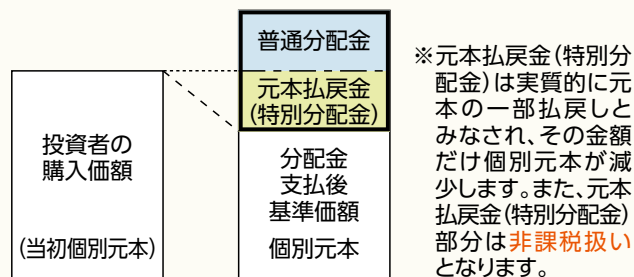 投資者の
購入価額
(当初個別元本)
普通分配金
元本払戻金
(特別分配金)
分配金
支払後
基準価額
個別元本
※元本払戻金(特別分
配金)は実質的に元
本の一部払戻しと
みなされ、その金額
だけ個別元本が減
少します。また、元本
払戻金(特別分配金)
部分は非課税扱い
となります。